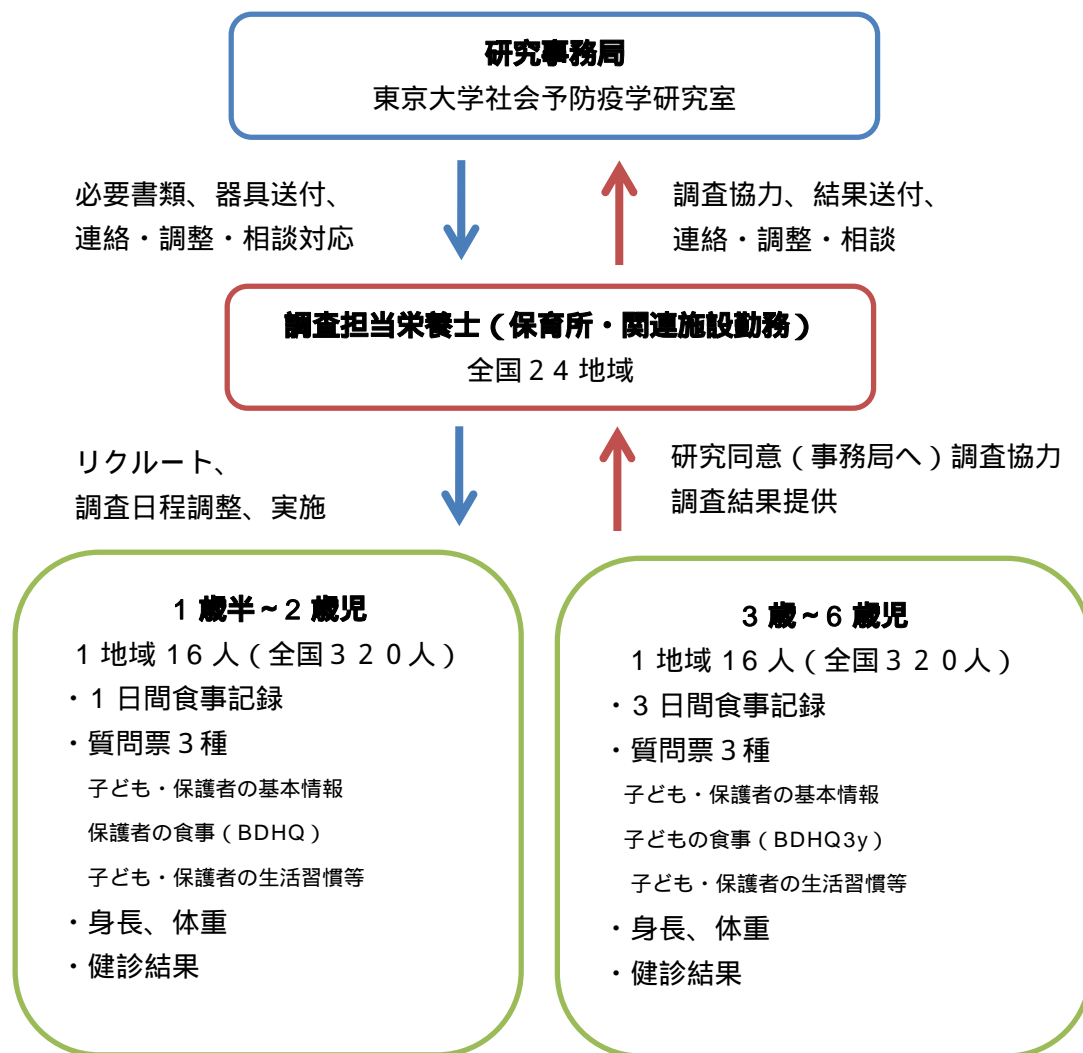 研究事務局
東京大学社会予防疫学研究室
必要書類、器具送付、
連絡・調整・相談対応
調査協力、結果送付、
連絡・調整・相談
調査担当栄養士（保育所・関連施設勤務）
全国２４地域
リクルート、
調査日程調整、実施
研究同意（事務局へ）調査協力
調査結果提供
1 歳半～2 歳児
1 地域 16 人（全国３２０人）
・1 日間食事記録
・質問票３種
子ども・保護者の基本情報
保護者の食事（BDHQ）
子ども・保護者の生活習慣等
・身長、体重
・健診結果
3 歳～6 歳児
1 地域 16 人（全国３２０人）
・3 日間食事記録
・質問票３種
子ども・保護者の基本情報
子どもの食事（BDHQ3y）
子ども・保護者の生活習慣等
・身長、体重
・健診結果